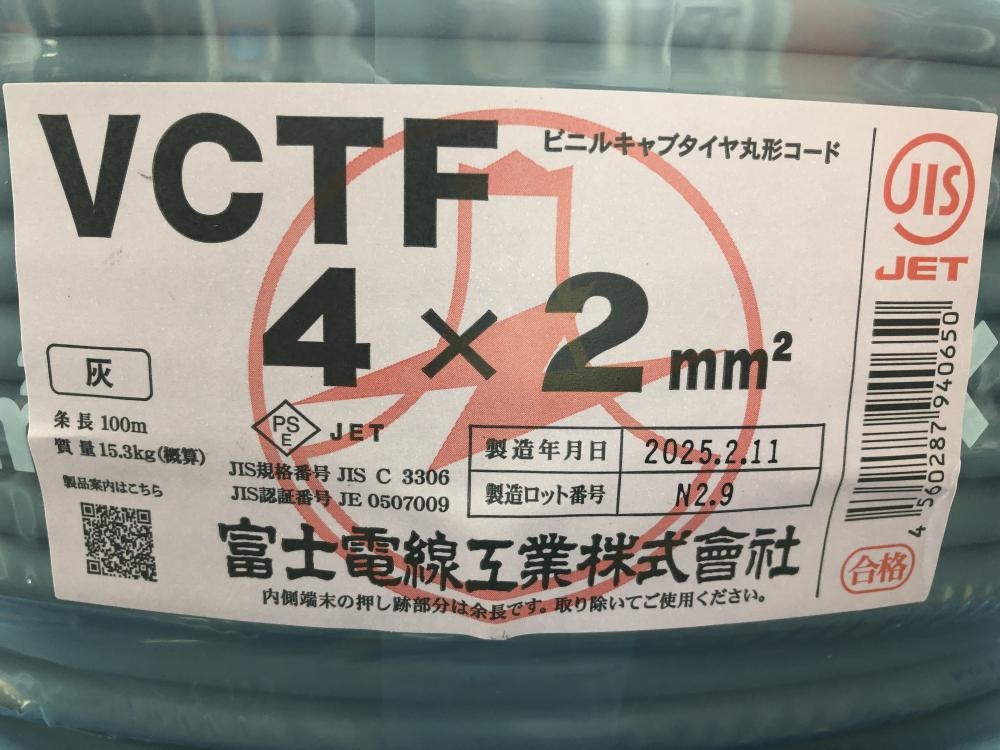 VCTF
ビニルキャブタイヤ丸形コード
4×2mm²
灰
条長 100m
質量 15.3kg(概算)
製品案内はこちら
PS
E
JET
JIS規格番号 JIS C 3306
JIS認証番号 JE 0507009
製造年月日 2025.2.11
製造ロット番号 N2.9
富士電線工業株式會社
内側端末の押し跡部分は余長です。取り除いてご使用ください。
JIS
JET
4560287940650
合格